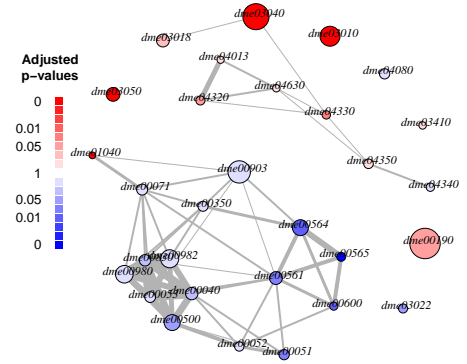 dme03040
dme03018
dme03010
dme04013
Adjusted
p−values
dme04080
dme04630
dme03050
dme04320
0
dme04330
0.01
dme03410
0.05
dme01040
dme04350
1
dme00903
dme00071
dme04340
0.05
dme00350
0.01
dme00564
dme00190
0
dme00982
dme00565
dme00980
dme00561
dme00040
dme00600
dme03022
dme00500
dme00052
dme00051